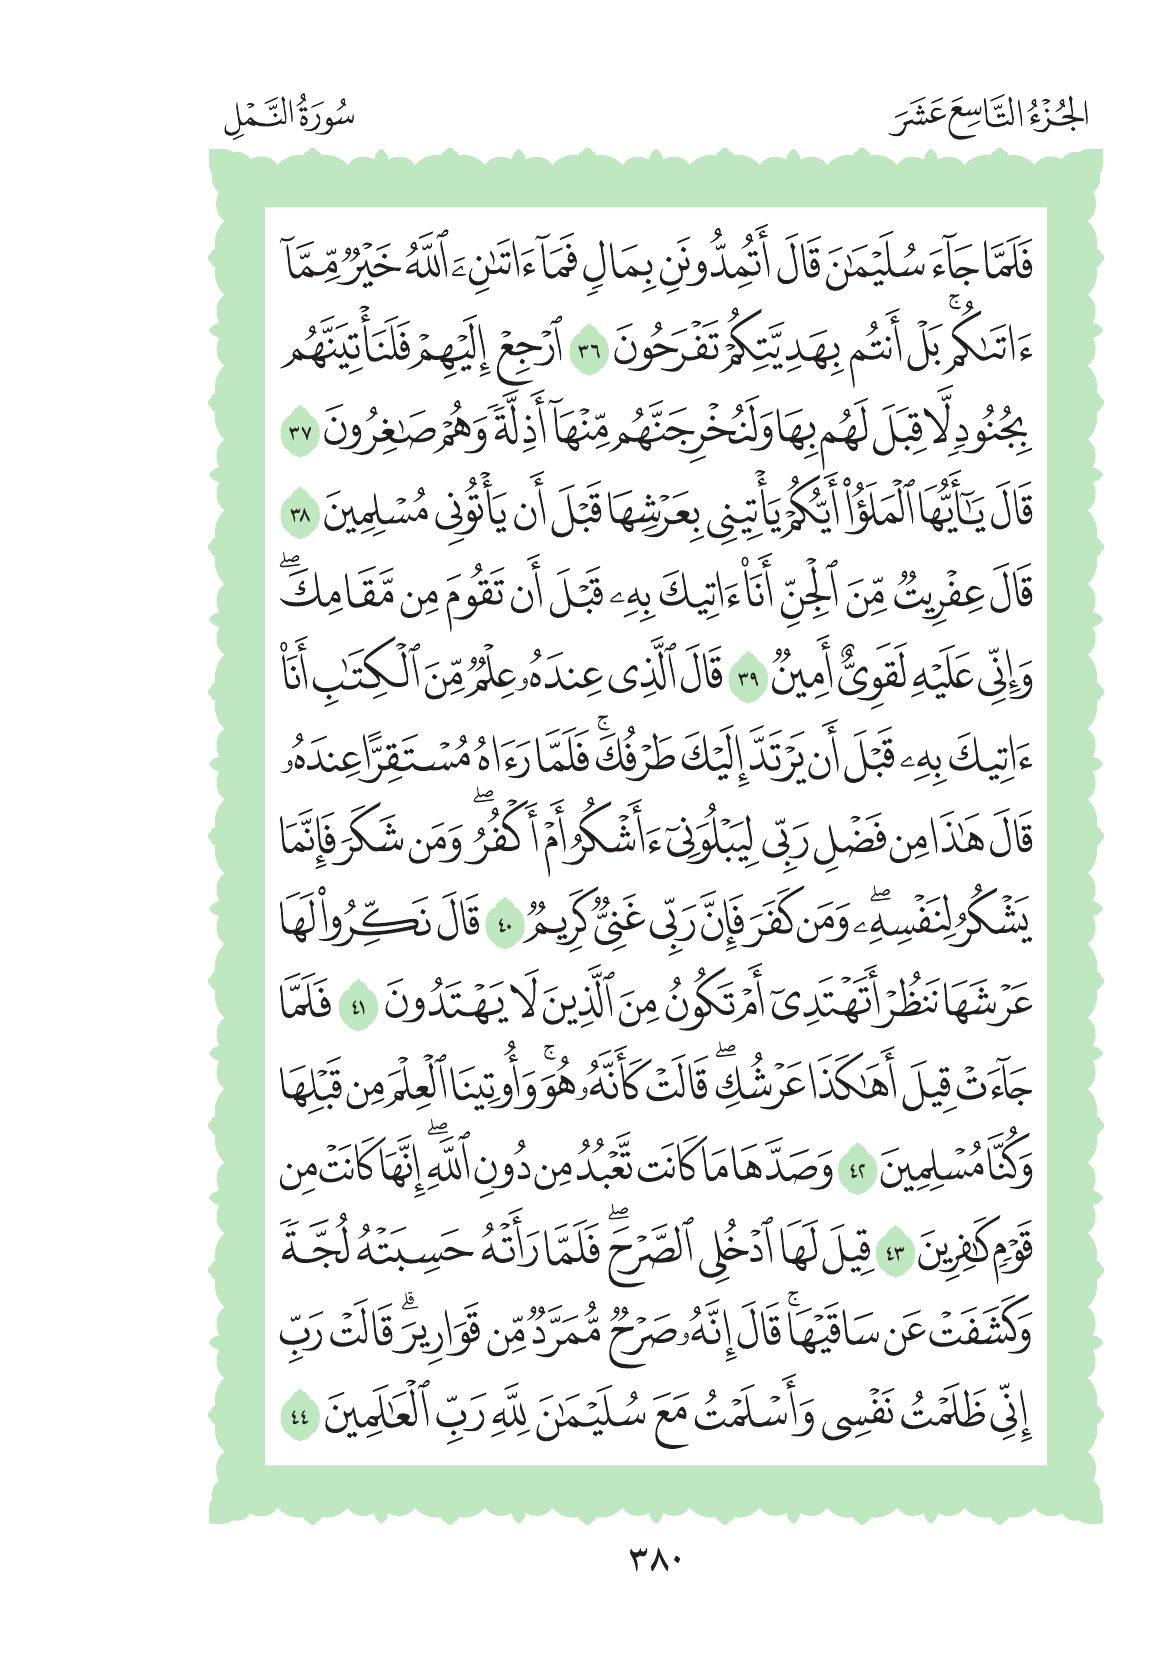 الجُزْءُ التَّاسِعَ عَشَرَ
سُورَةُ النَّمْلِ
فَلَمَّا جَآءَ سُلَيْمَٰنَ قَالَ أَتُمِدُّونَنِ بِمَالٍ فَمَآ ءَاتَىٰنِۦَ ٱللَّهُ خَيْرٌ مِّمَّآ
ءَاتَىٰكُمۚ بَلْ أَنتُم بِهَدِيَّتِكُمْ تَفْرَحُونَ ٣٦ ٱرْجِعْ إِلَيْهِمْ فَلَنَأْتِيَنَّهُم
بِجُنُودٍ لَّا قِبَلَ لَهُم بِهَا وَلَنُخْرِجَنَّهُم مِّنْهَآ أَذِلَّةً وَهُمْ صَٰغِرُونَ ٣٧
قَالَ يَٰٓأَيُّهَا ٱلْمَلَؤُا۟ أَيُّكُمْ يَأْتِينِى بِعَرْشِهَا قَبْلَ أَن يَأْتُونِى مُسْلِمِينَ ٣٨
قَالَ عِفْرِيتٌ مِّنَ ٱلْجِنِّ أَنَا۠ ءَاتِيكَ بِهِۦ قَبْلَ أَن تَقُومَ مِن مَّقَامِكَۖ
وَإِنِّى عَلَيْهِ لَقَوِىٌّ أَمِينٌ ٣٩ قَالَ ٱلَّذِى عِندَهُۥ عِلْمٌ مِّنَ ٱلْكِتَٰبِ أَنَا۠
ءَاتِيكَ بِهِۦ قَبْلَ أَن يَرْتَدَّ إِلَيْكَ طَرْفُكَۚ فَلَمَّا رَءَاهُ مُسْتَقِرًّا عِندَهُۥ
قَالَ هَٰذَا مِن فَضْلِ رَبِّى لِيَبْلُوَنِىٓ ءَأَشْكُرُ أَمْ أَكْفُرُۖ وَمَن شَكَرَ فَإِنَّمَا
يَشْكُرُ لِنَفْسِهِۦۖ وَمَن كَفَرَ فَإِنَّ رَبِّى غَنِىٌّ كَرِيمٌ ٤٠ قَالَ نَكِّرُوا۟ لَهَا
عَرْشَهَا نَنظُرْ أَتَهْتَدِىٓ أَمْ تَكُونُ مِنَ ٱلَّذِينَ لَا يَهْتَدُونَ ٤١ فَلَمَّا
جَآءَتْ قِيلَ أَهَٰكَذَا عَرْشُكِۖ قَالَتْ كَأَنَّهُۥ هُوَۚ وَأُوتِينَا ٱلْعِلْمَ مِن قَبْلِهَا
وَكُنَّا مُسْلِمِينَ ٤٢ وَصَدَّهَا مَا كَانَت تَّعْبُدُ مِن دُونِ ٱللَّهِۖ إِنَّهَا كَانَتْ مِن
قَوْمٍ كَٰفِرِينَ ٤٣ قِيلَ لَهَا ٱدْخُلِى ٱلصَّرْحَۖ فَلَمَّا رَأَتْهُ حَسِبَتْهُ لُجَّةً
وَكَشَفَتْ عَن سَاقَيْهَاۚ قَالَ إِنَّهُۥ صَرْحٌ مُّمَرَّدٌ مِّن قَوَارِيرَۗ قَالَتْ رَبِّ
إِنِّى ظَلَمْتُ نَفْسِى وَأَسْلَمْتُ مَعَ سُلَيْمَٰنَ لِلَّهِ رَبِّ ٱلْعَٰلَمِينَ ٤٤
٣٨٠